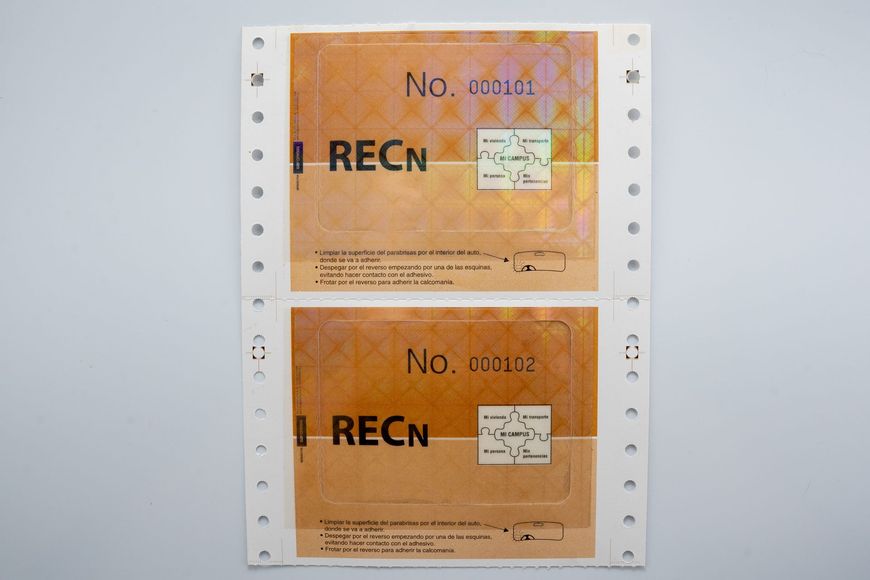 No. 000101
RECN
Mi vivienda Mi transporte
MI CAMPUS
Mi persona Mis
pertenencias
• Limpiar la superficie del parabrisas por el interior del auto,
donde se va a adherir.
• Despegar por el reverso empezando por una de las esquinas,
evitando hacer contacto con el adhesivo.
• Frotar por el reverso para adherir la calcomanía.
No. 000102
RECN
Mi vivienda Mi transporte
MI CAMPUS
Mi persona Mis
pertenencias
• Limpiar la superficie del parabrisas por el interior del auto,
donde se va a adherir.
• Despegar por el reverso empezando por una de las esquinas,
evitando hacer contacto con el adhesivo.
• Frotar por el reverso para adherir la calcomanía.